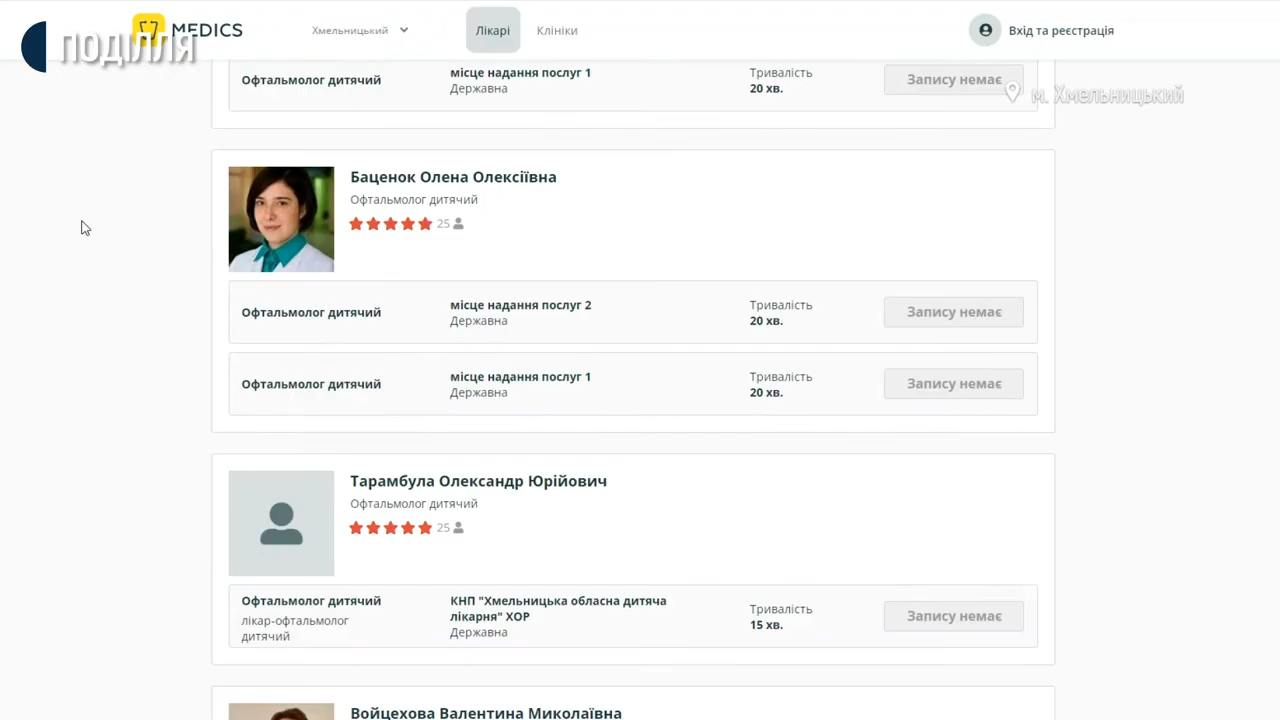 MEDICS
ПОДІЛЛЯ
Хмельницький
Лікарі
Клініки
Вхід та реєстрація
м. Хмельницький
Офтальмолог дитячий
місце надання послуг 1
Державна
Тривалість
20 хв.
Запису немає
Баценок Олена Олексіївна
Офтальмолог дитячий
25
Офтальмолог дитячий
місце надання послуг 2
Державна
Тривалість
20 хв.
Запису немає
Офтальмолог дитячий
місце надання послуг 1
Державна
Тривалість
20 хв.
Запису немає
Тарамбула Олександр Юрійович
Офтальмолог дитячий
25
Офтальмолог дитячий
лікар-офтальмолог
дитячий
КНП "Хмельницька обласна дитяча
лікарня" ХОР
Державна
Тривалість
15 хв.
Запису немає
Войцехова Валентина Миколаївна